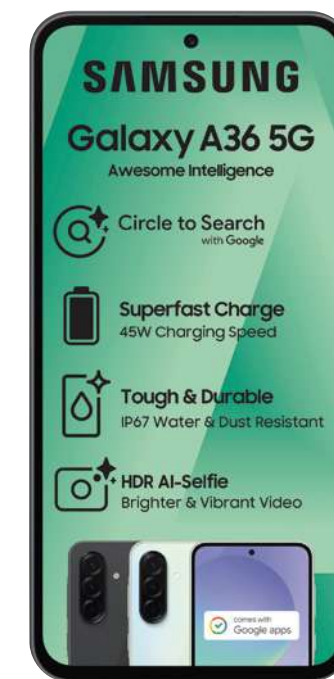 SAMSUNG
Galaxy A36 5G
Awesome Intelligence
Circle to Search
with Google
Superfast Charge
45W Charging Speed
Tough & Durable
IP67 Water & Dust Resistant
HDR AI-Selfie
Brighter & Vibrant Video
comes with
Google apps